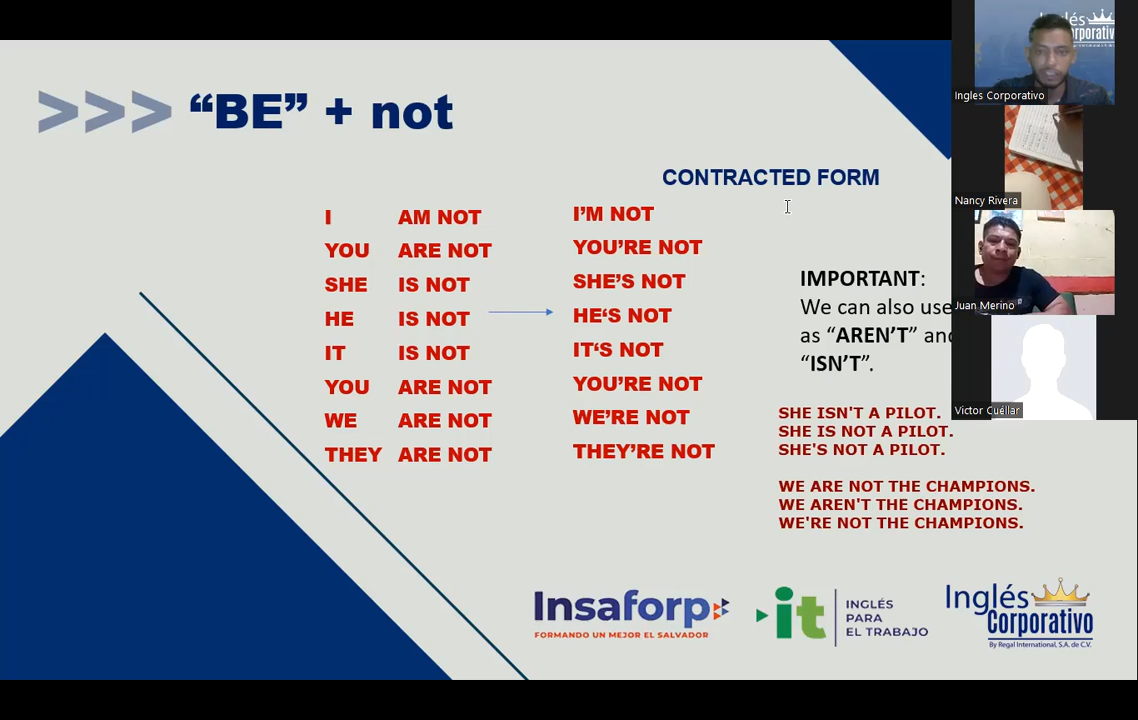 >>> “BE” + not
CONTRACTED FORM
I AM NOT I’M NOT
YOU ARE NOT YOU’RE NOT
SHE IS NOT SHE’S NOT
HE IS NOT HE‘S NOT
IT IS NOT IT‘S NOT
YOU ARE NOT YOU’RE NOT
WE ARE NOT WE’RE NOT
THEY ARE NOT THEY’RE NOT
IMPORTANT:
We can also use
as “AREN’T” and
“ISN’T”.
SHE ISN'T A PILOT.
SHE IS NOT A PILOT.
SHE'S NOT A PILOT.
WE ARE NOT THE CHAMPIONS.
WE AREN'T THE CHAMPIONS.
WE'RE NOT THE CHAMPIONS.
Insaforp
FORMANDO UN MEJOR EL SALVADOR
it
INGLÉS
PARA
EL TRABAJO
Inglés
Corporativo
By Regal International, S.A. de C.V.
Ingles Corporativo
Nancy Rivera
Juan Merino
Victor Cuéllar